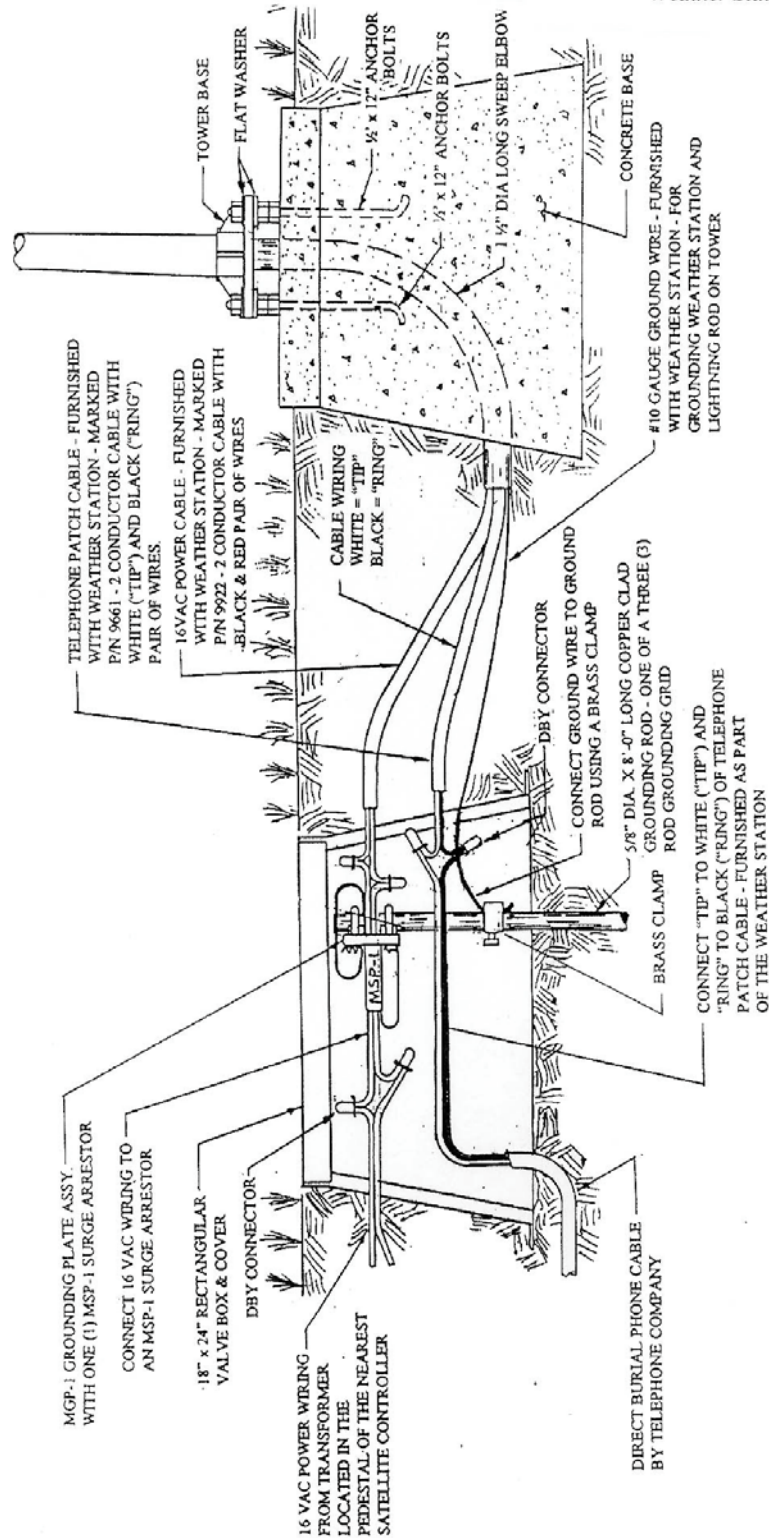 MGP-1 GROUNDING PLATE ASSY.
WITH ONE (1) MSP-1 SURGE ARRESTOR
CONNECT 16 VAC WIRING TO
AN MSP-1 SURGE ARRESTOR
18" x 24" RECTANGULAR
VALVE BOX & COVER
DBY CONNECTOR
16 VAC POWER WIRING
FROM TRANSFORMER
LOCATED IN THE
PEDESTAL OF THE NEAREST
SATELLITE CONTROLLER
DIRECT BURIAL PHONE CABLE
BY TELEPHONE COMPANY
MSP-1
TELEPHONE PATCH CABLE - FURNISHED
WITH WEATHER STATION - MARKED
P/N 9661 - 2 CONDUCTOR CABLE WITH
WHITE ("TIP") AND BLACK ("RING")
PAIR OF WIRES.
16VAC POWER CABLE - FURNISHED
WITH WEATHER STATION - MARKED
P/N 9922 - 2 CONDUCTOR CABLE WITH
BLACK & RED PAIR OF WIRES
CABLE WIRING
WHITE = "TIP"
BLACK = "RING"
DBY CONNECTOR
CONNECT GROUND WIRE TO GROUND
ROD USING A BRASS CLAMP
5/8" DIA. X 8'-0" LONG COPPER CLAD
GROUNDING ROD - ONE OF A THREE (3)
ROD GROUNDING GRID
BRASS CLAMP
CONNECT "TIP" TO WHITE ("TIP") AND
"RING" TO BLACK ("RING") OF TELEPHONE
PATCH CABLE - FURNISHED AS PART
OF THE WEATHER STATION
TOWER BASE
FLAT WASHER
½' x 12" ANCHOR
BOLTS
½' x 12" ANCHOR BOLTS
1 ½" DIA LONG SWEEP ELBOW
CONCRETE BASE
#10 GAUGE GROUND WIRE - FURNISHED
WITH WEATHER STATION - FOR
GROUNDING WEATHER STATION AND
LIGHTNING ROD ON TOWER